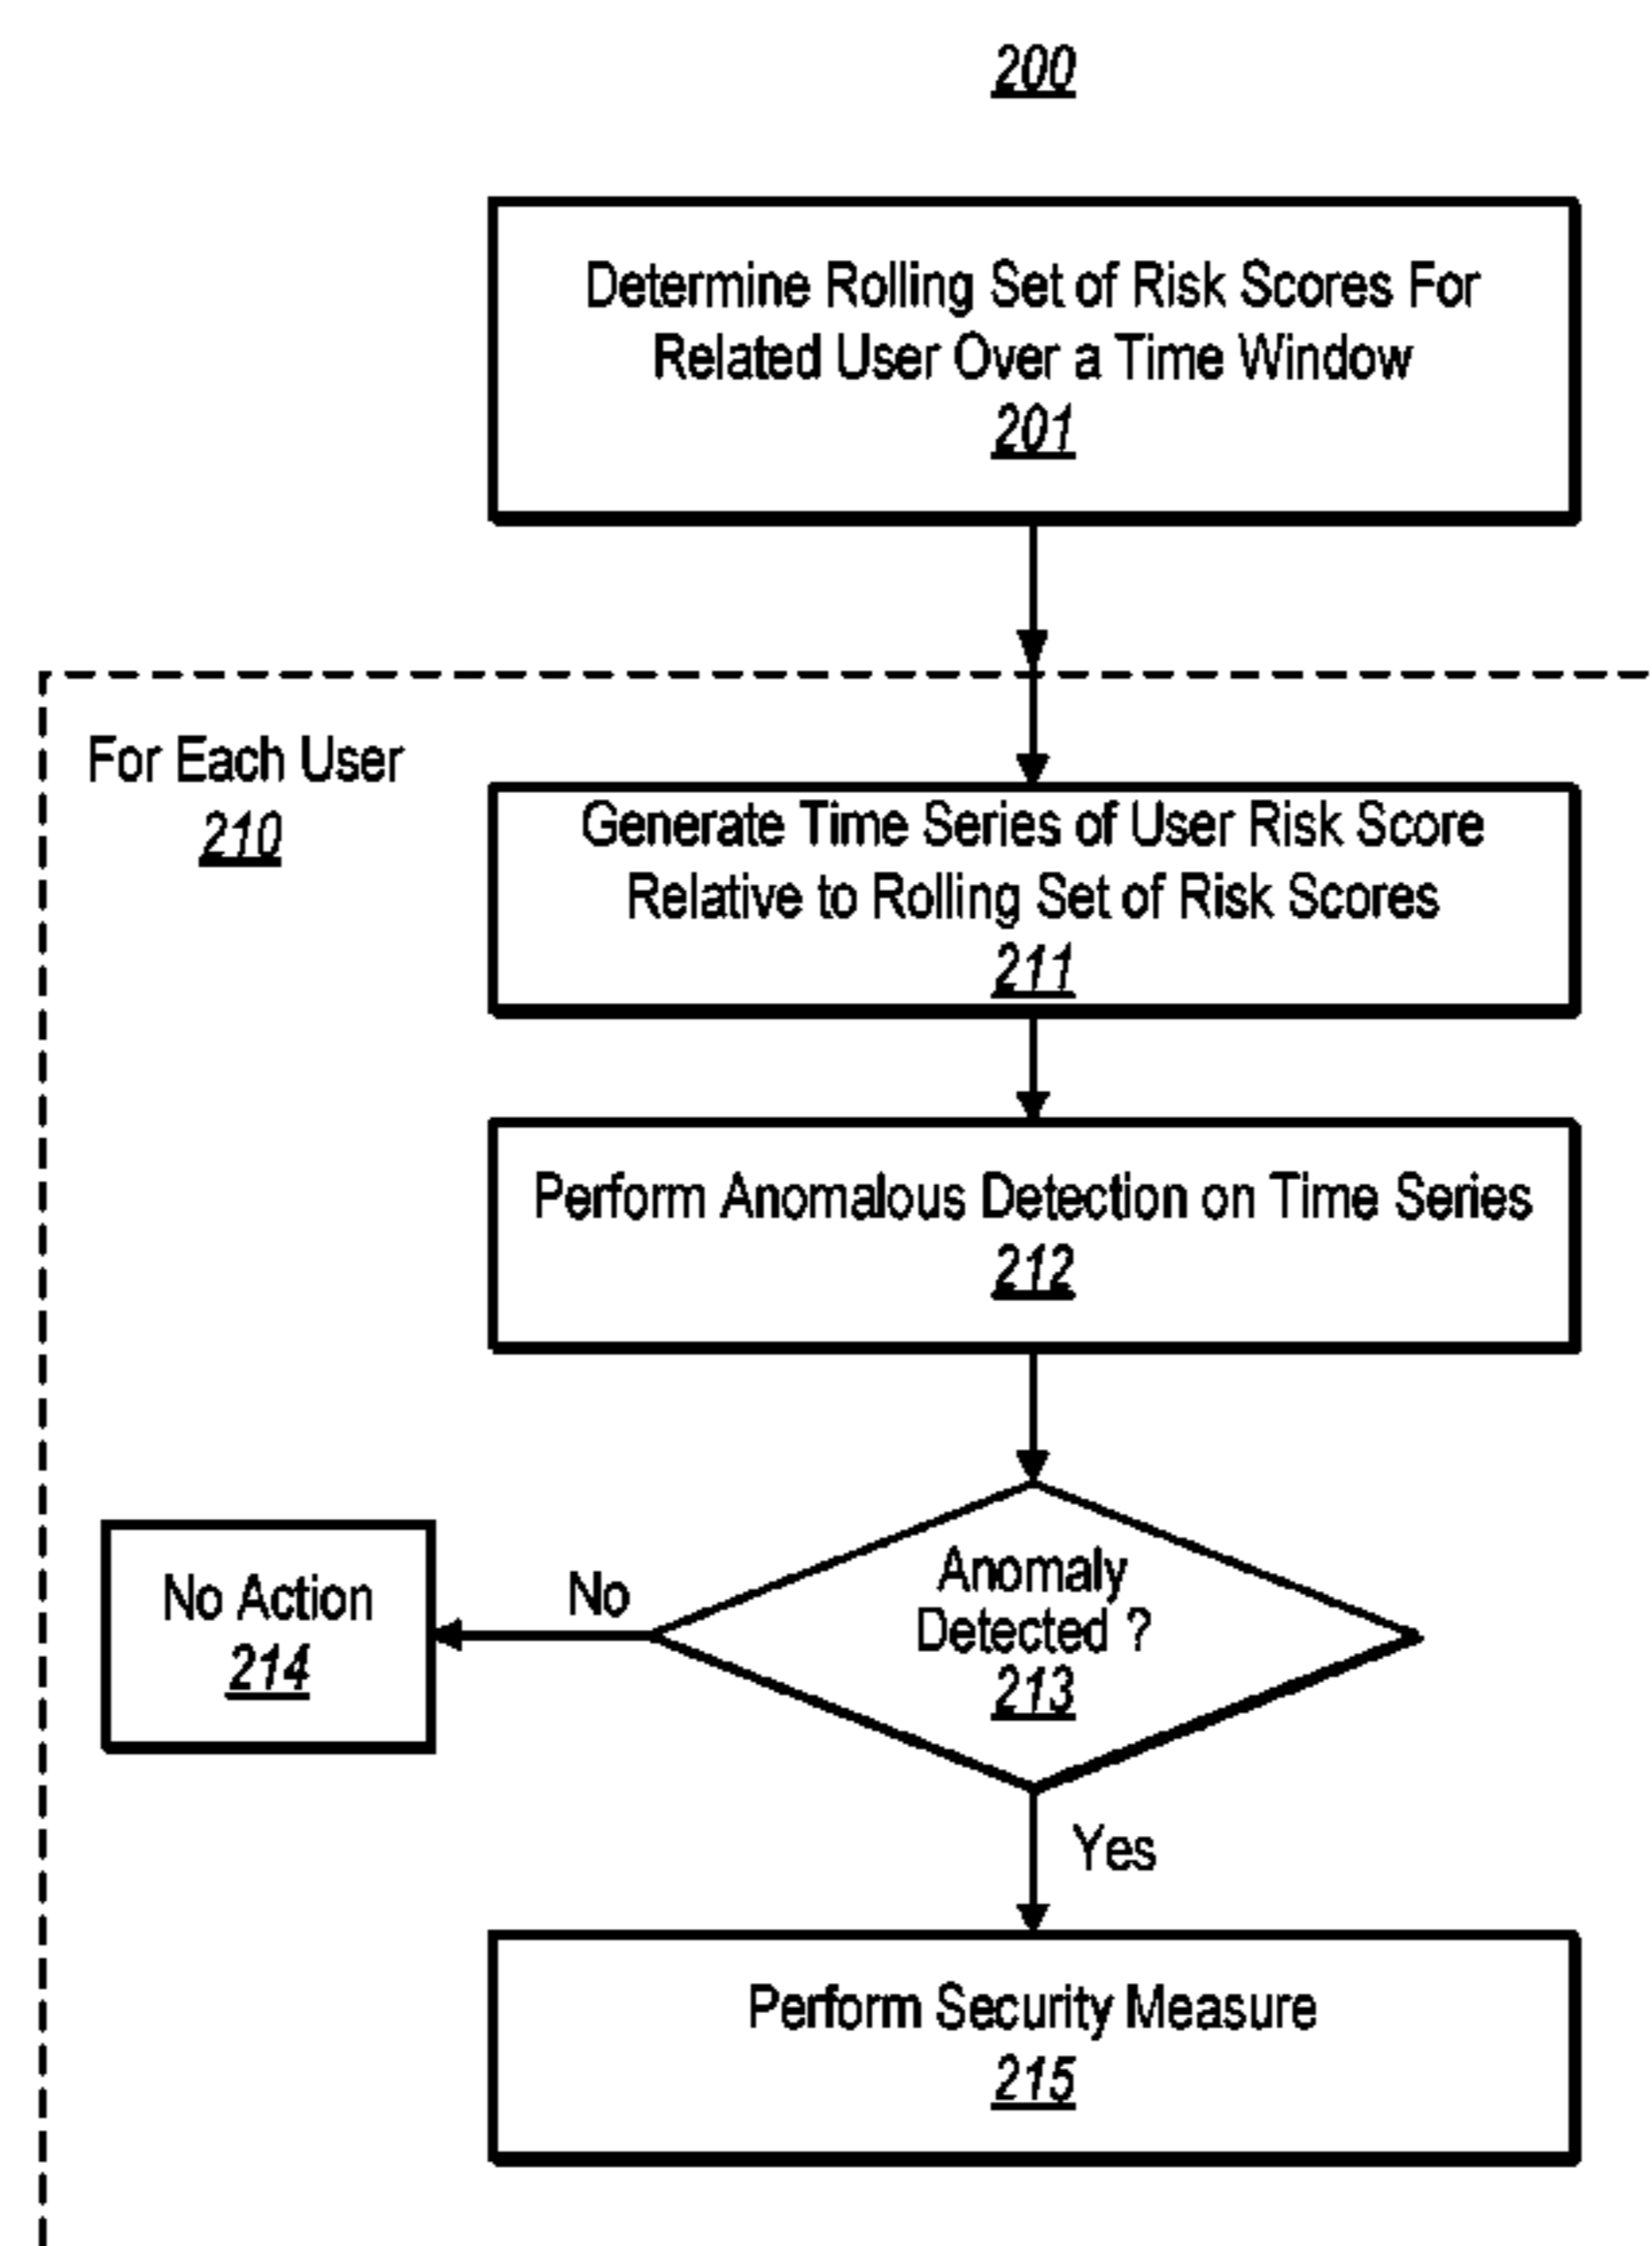 200
Determine Rolling Set of Risk Scores For
Related User Over a Time Window
201
For Each User
210
Generate Time Series of User Risk Score
Relative to Rolling Set of Risk Scores
211
Perform Anomalous Detection on Time Series
212
Anomaly
Detected ?
213
No
No Action
214
Yes
Perform Security Measure
215